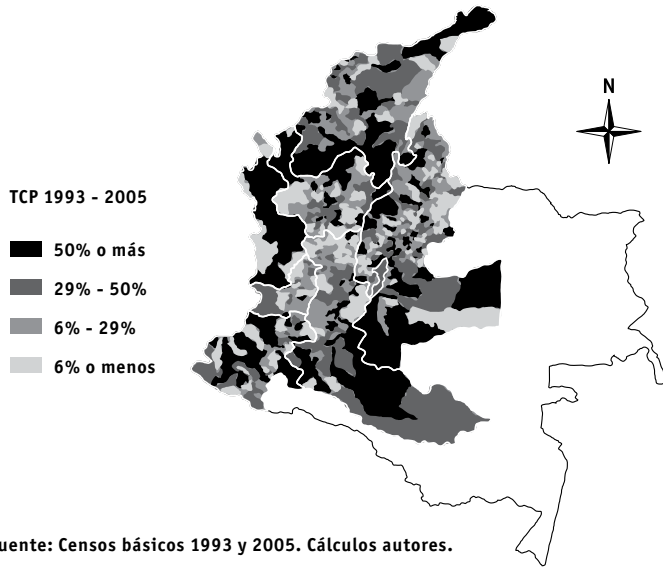 N
TCP 1993 - 2005
50% o más
29% - 50%
6% - 29%
6% o menos
uente: Censos básicos 1993 y 2005. Cálculos autores.